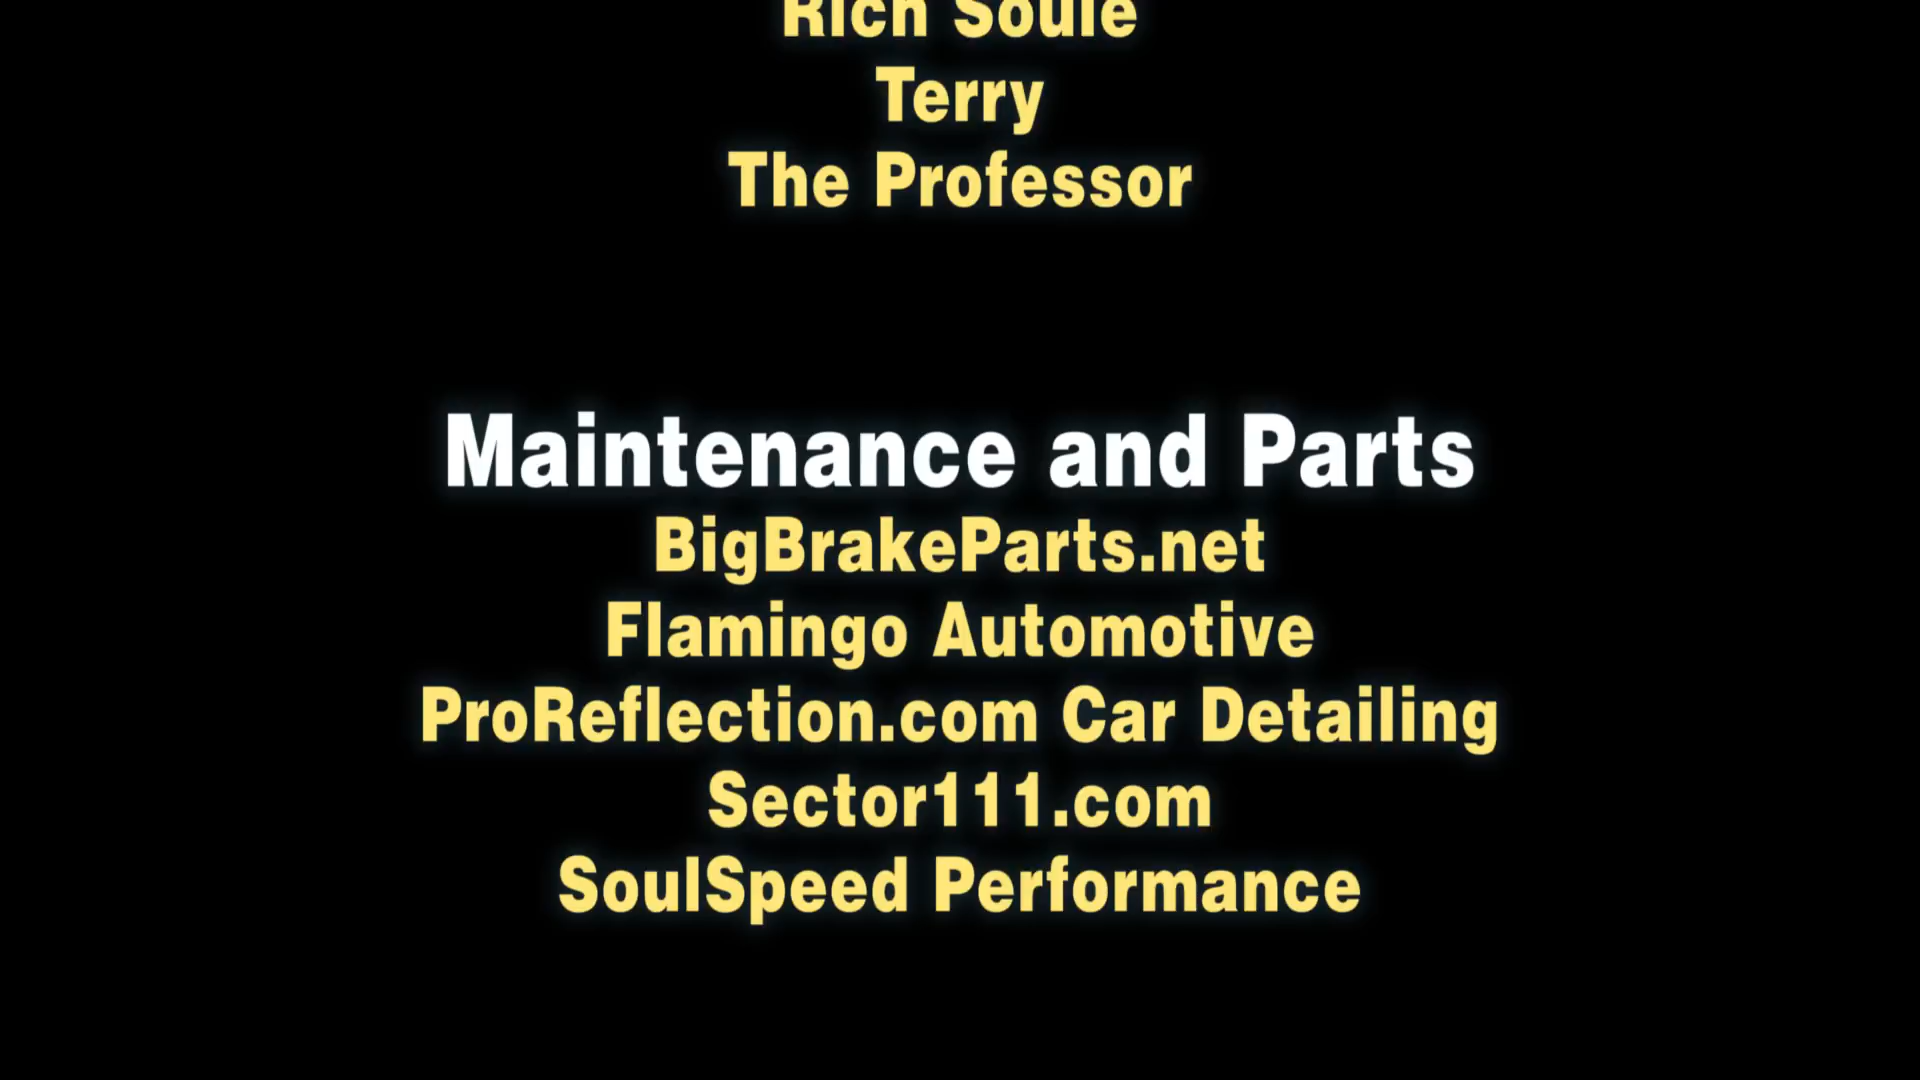 Rich Soule
Terry
The Professor
Maintenance and Parts
BigBrakeParts.net
Flamingo Automotive
ProReflection.com Car Detailing
Sector111.com
SoulSpeed Performance